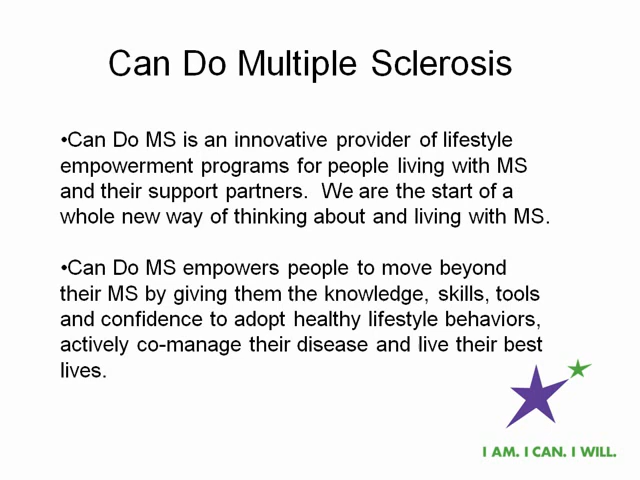 Can Do Multiple Sclerosis
•Can Do MS is an innovative provider of lifestyle
empowerment programs for people living with MS
and their support partners.  We are the start of a
whole new way of thinking about and living with MS.
•Can Do MS empowers people to move beyond
their MS by giving them the knowledge, skills, tools
and confidence to adopt healthy lifestyle behaviors,
actively co-manage their disease and live their best
lives.
I AM. I CAN. I WILL.